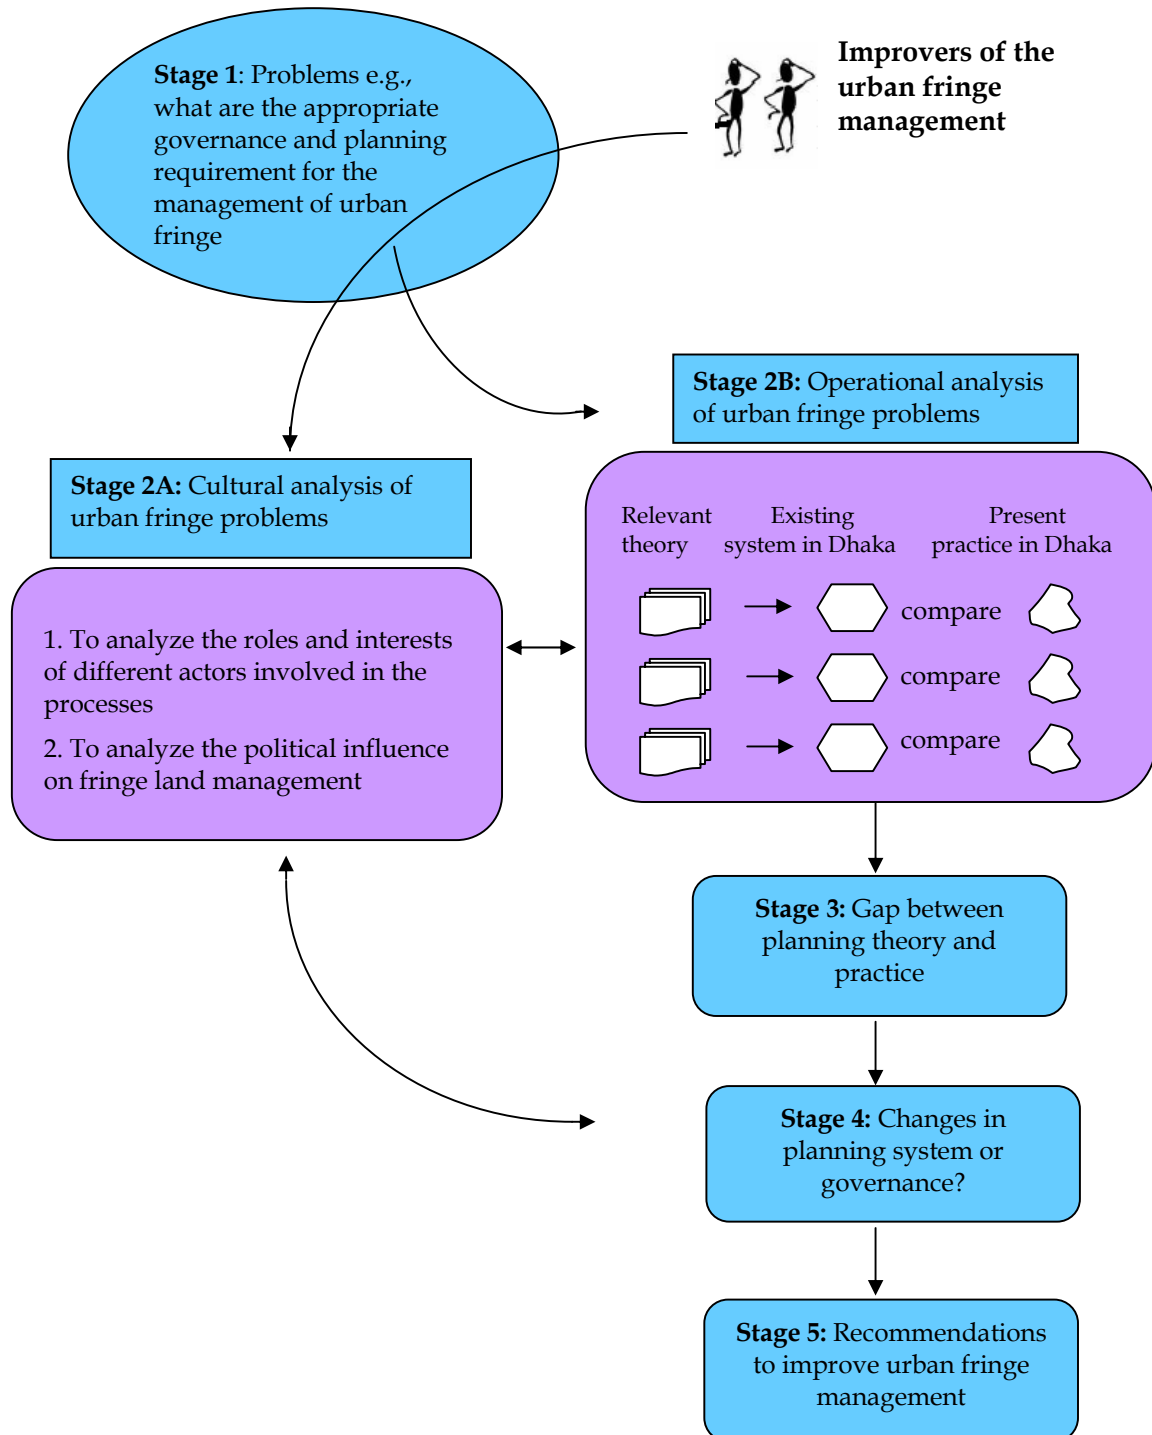 Stage 1: Problems e.g.,
what are the appropriate
governance and planning
requirement for the
management of urban
fringe
Improvers of the
urban fringe
management
Stage 2B: Operational analysis
of urban fringe problems
Stage 2A: Cultural analysis of
urban fringe problems
1. To analyze the roles and interests
of different actors involved in the
processes
2. To analyze the political influence
on fringe land management
Relevant
theory
Existing
system in Dhaka
Present
practice in Dhaka
compare
compare
compare
Stage 3: Gap between
planning theory and
practice
Stage 4: Changes in
planning system or
governance?
Stage 5: Recommendations
to improve urban fringe
management